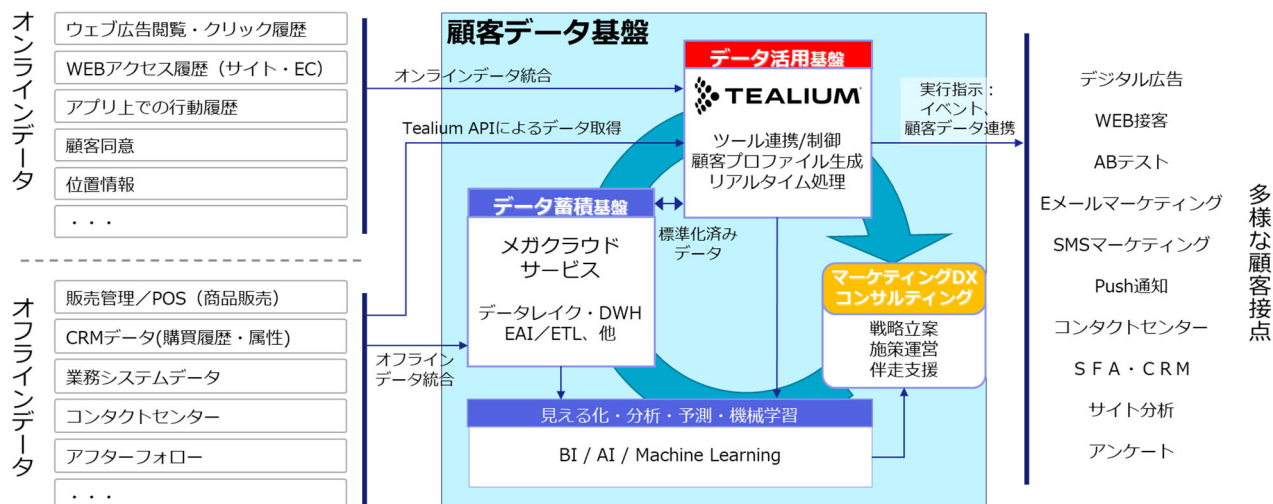 オンラインデータ
ウェブ広告閲覧・クリック履歴
WEBアクセス履歴（サイト・EC）
アプリ上での行動履歴
顧客同意
位置情報
・・・
オフラインデータ
販売管理／POS（商品販売）
CRMデータ(購買履歴・属性)
業務システムデータ
コンタクトセンター
アフターフォロー
・・・
顧客データ基盤
オンラインデータ統合
Tealium APIによるデータ取得
オフライン
データ統合
データ活用基盤
TEALIUM
ツール連携/制御
顧客プロファイル生成
リアルタイム処理
データ蓄積基盤
メガクラウド
サービス
データレイク・DWH
EAI／ETL、他
標準化済み
データ
マーケティングDX
コンサルティング
戦略立案
施策運営
伴走支援
見える化・分析・予測・機械学習
BI / AI / Machine Learning
実行指示：
イベント、
顧客データ連携
デジタル広告
WEB接客
ABテスト
Eメールマーケティング
SMSマーケティング
Push通知
コンタクトセンター
ＳＦＡ・ＣＲＭ
サイト分析
アンケート
多様な顧客接点